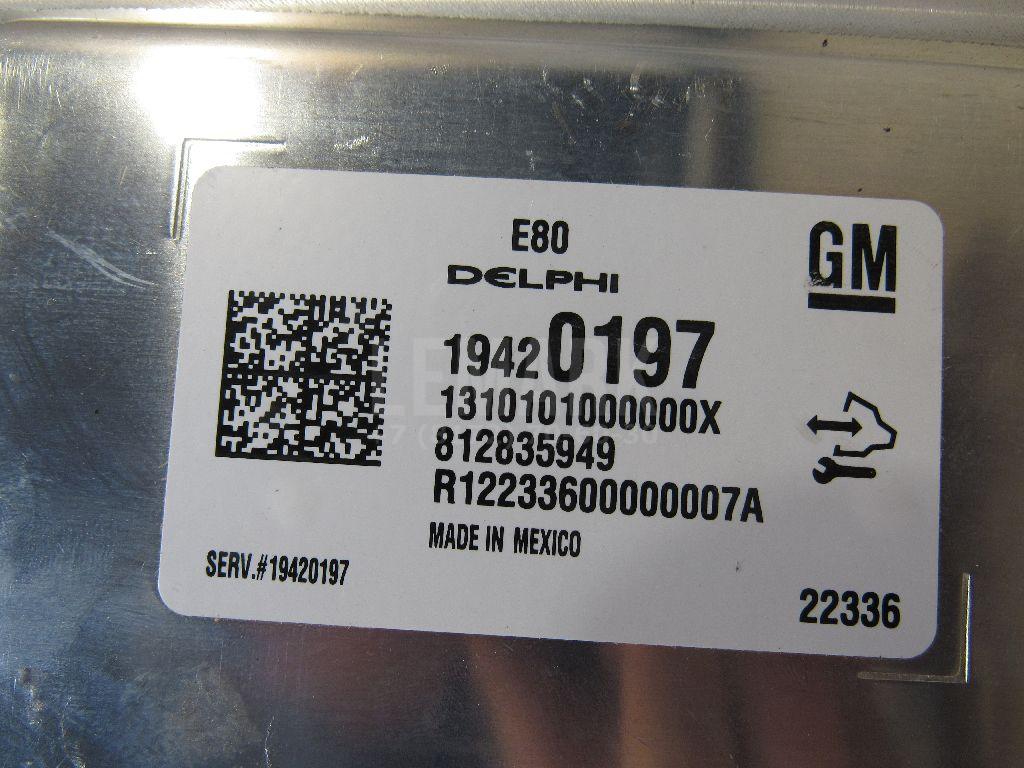 E80
DELPHI
GM
19420197
1310101000000X
812835949
R12233600000007A
MADE IN MEXICO
SERV.#19420197
22336